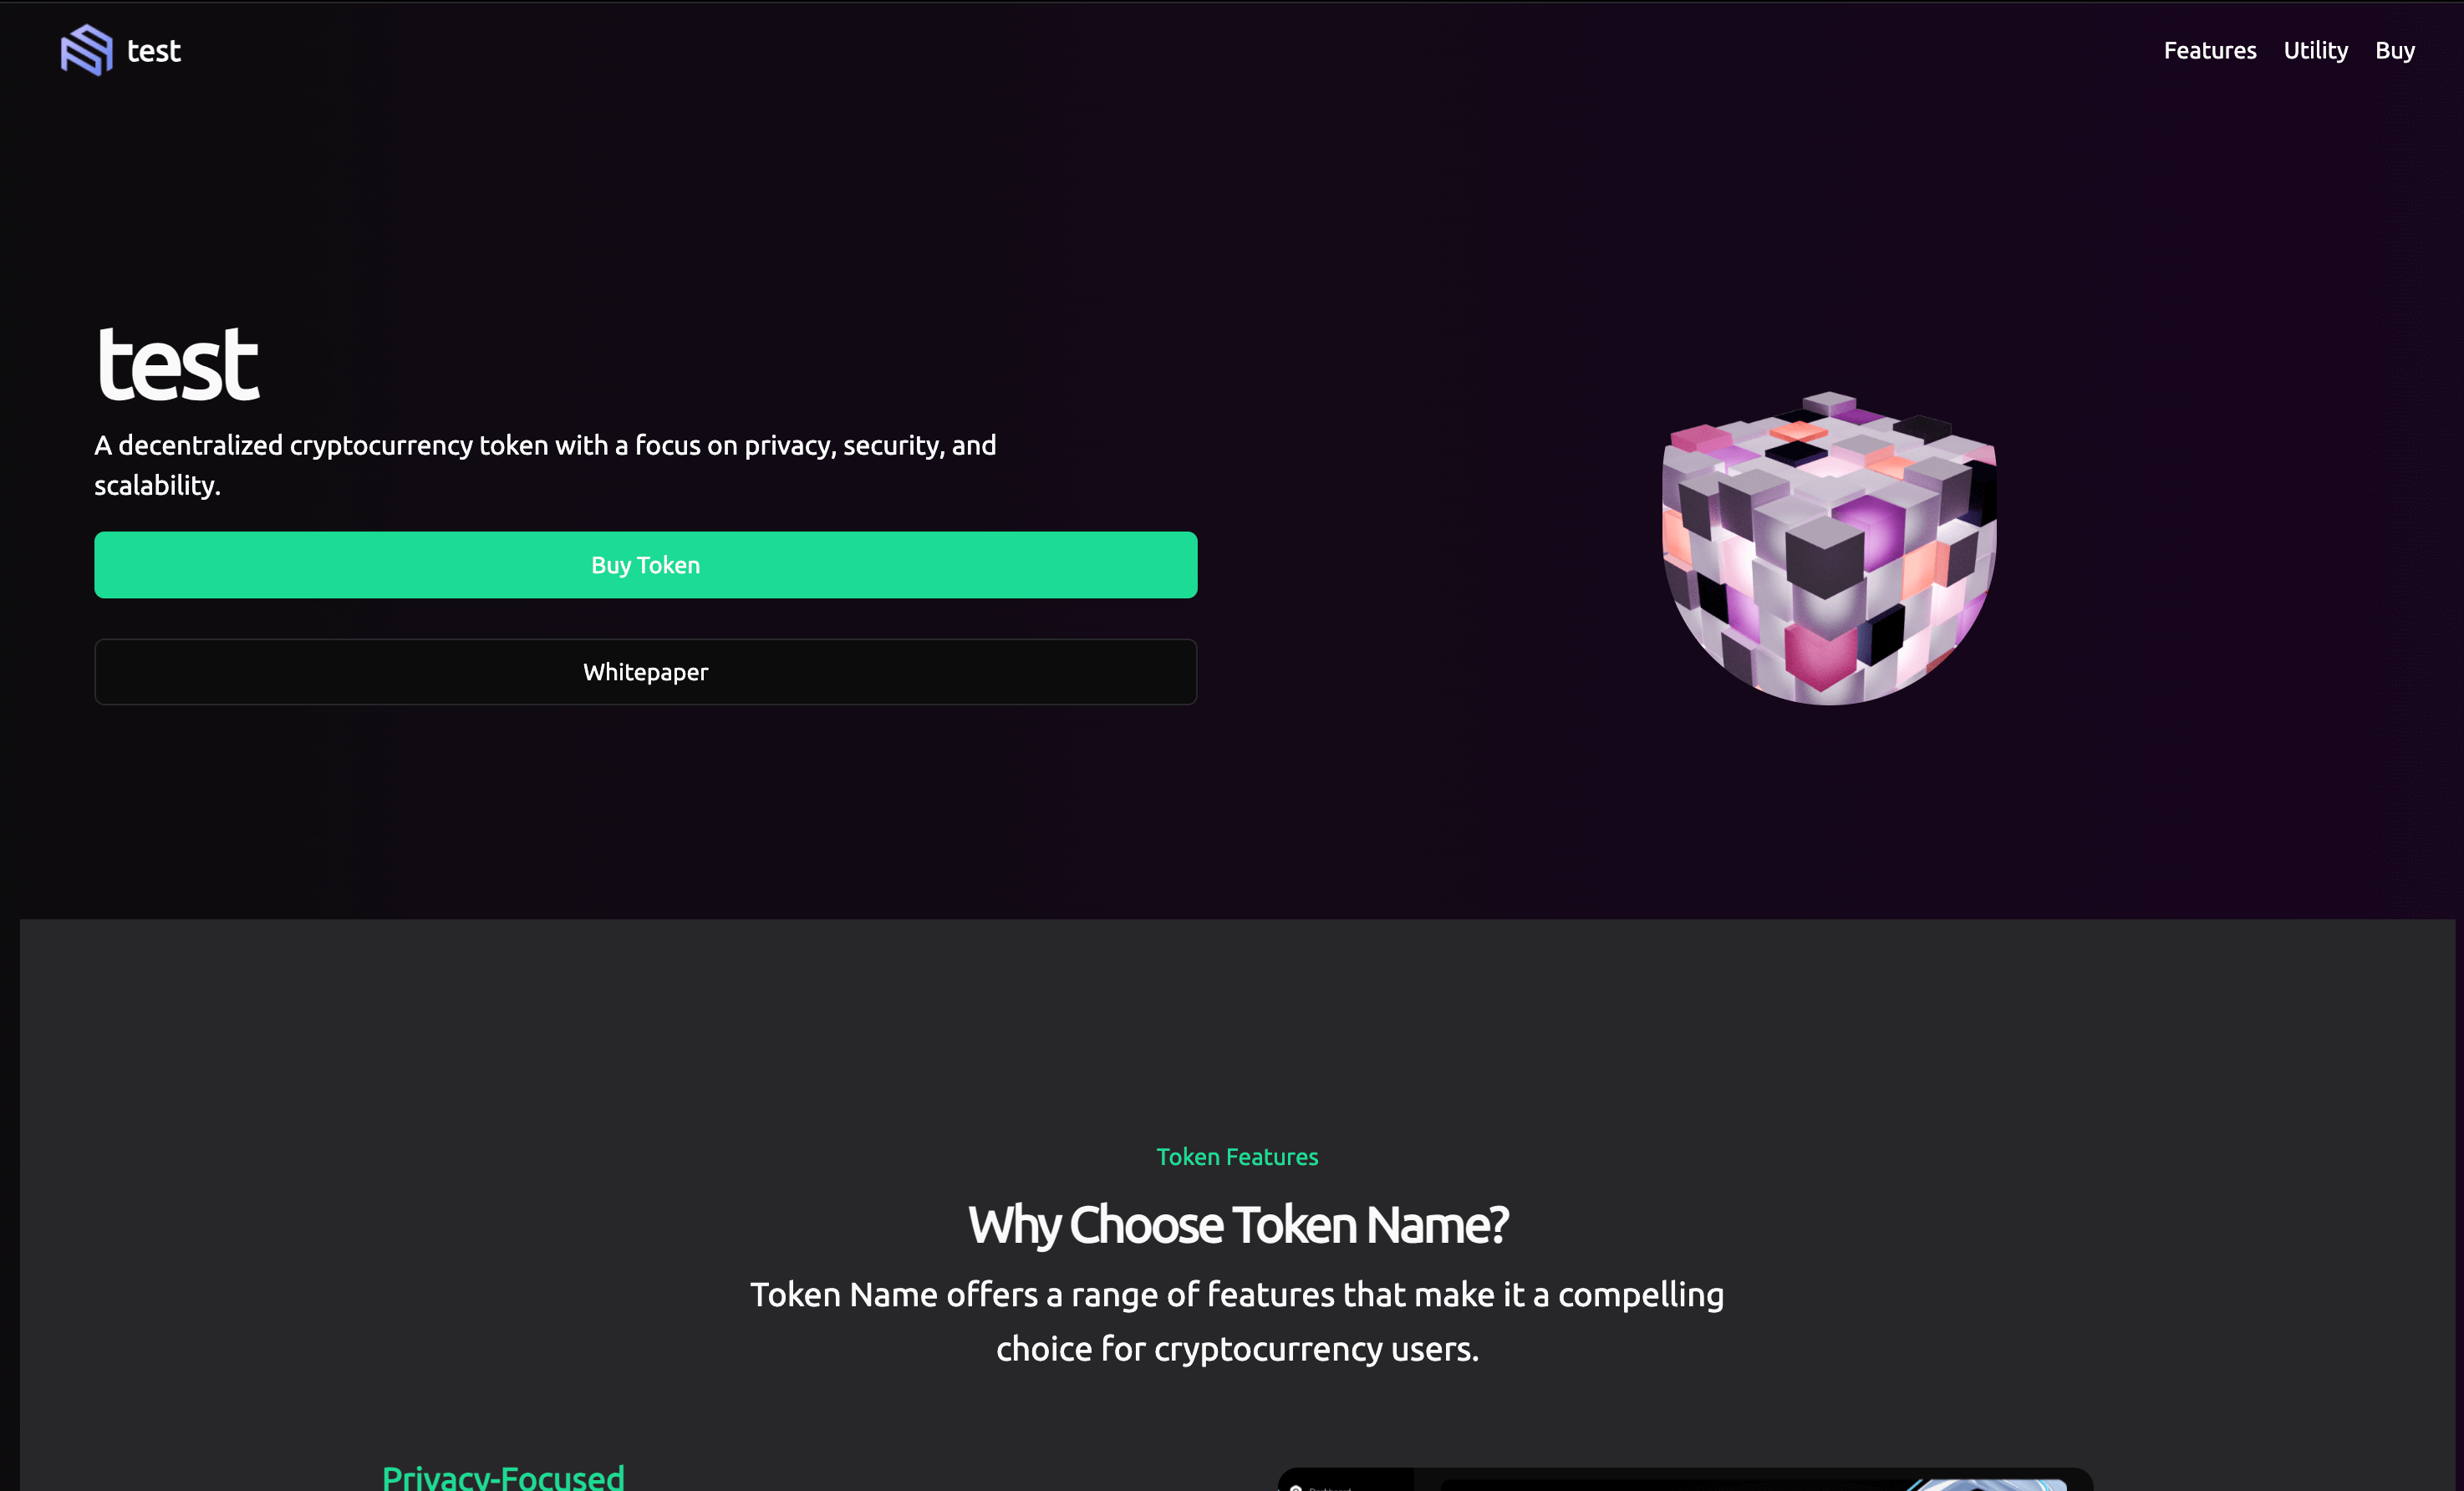 test
Features Utility Buy
test
A decentralized cryptocurrency token with a focus on privacy, security, and
scalability.
Buy Token
Whitepaper
Token Features
Why Choose Token Name?
Token Name offers a range of features that make it a compelling
choice for cryptocurrency users.
Privacy-Focused